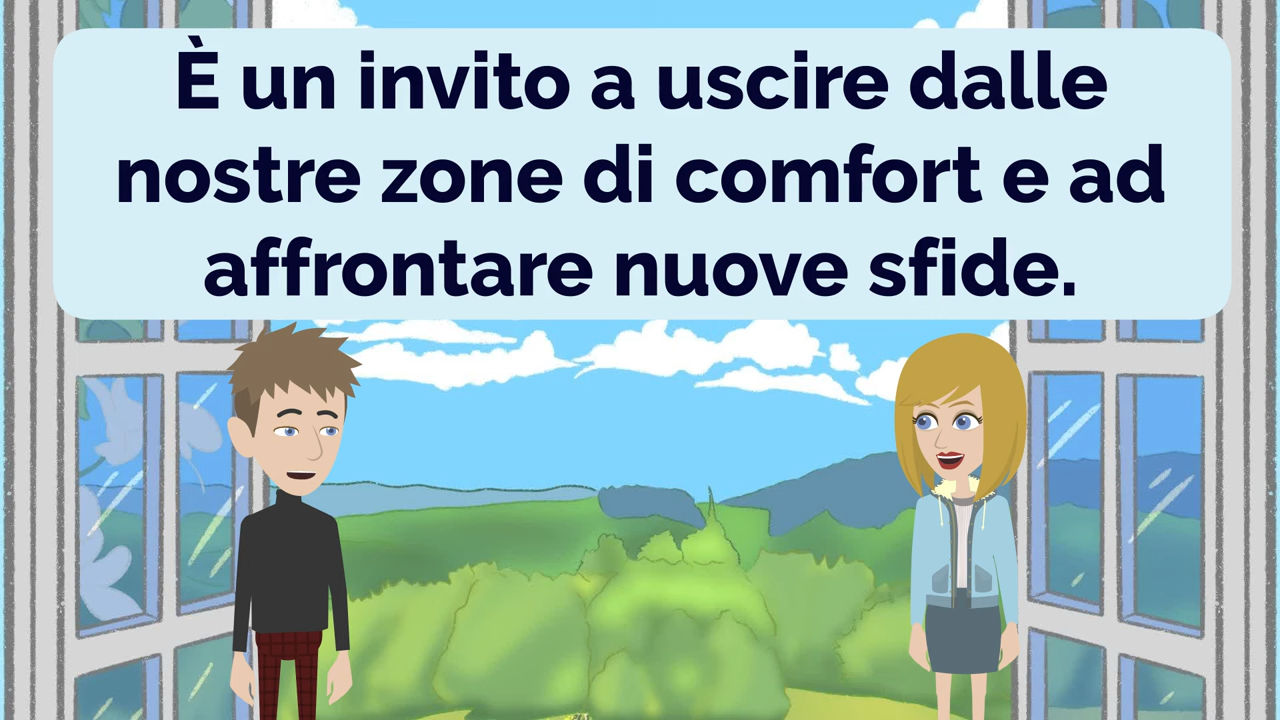 È un invito a uscire dalle
nostre zone di comfort e ad
affrontare nuove sfide.